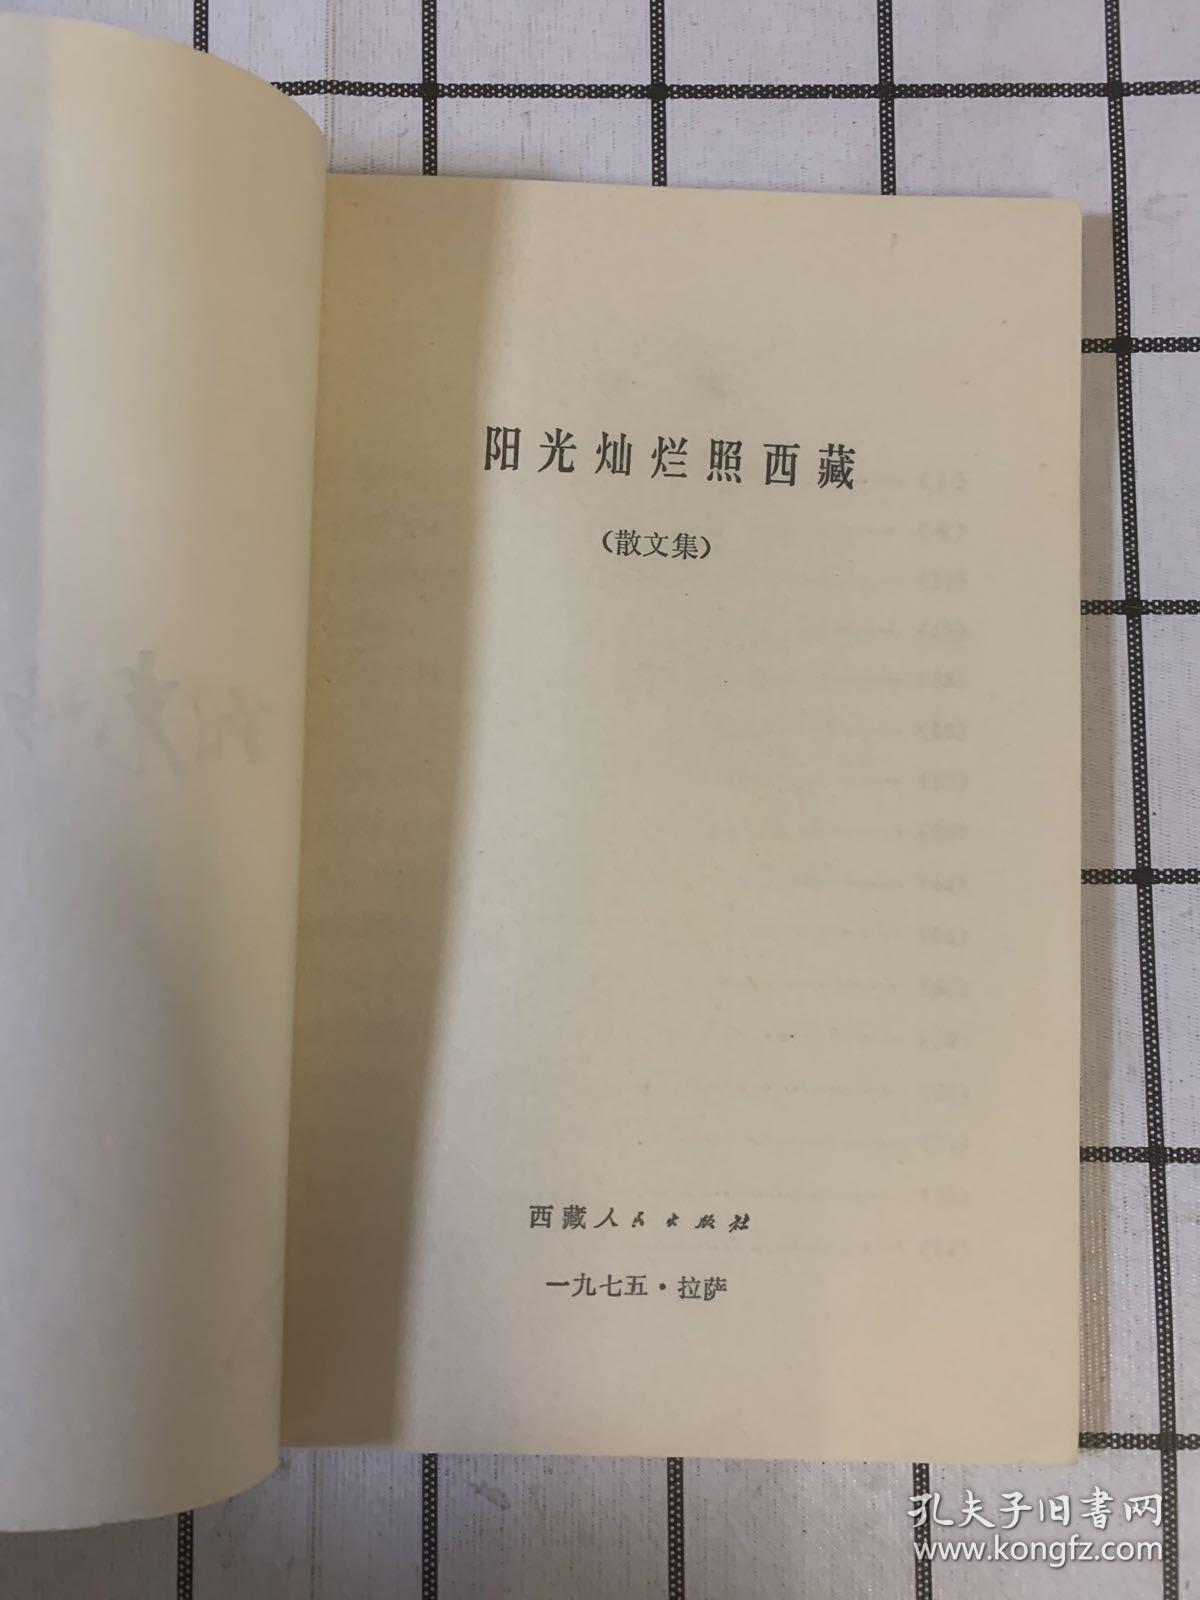 阳光灿烂照西藏
（散文集）
西藏人民出版社
一九七五·拉萨
孔夫子旧书网
www.kongfz.com